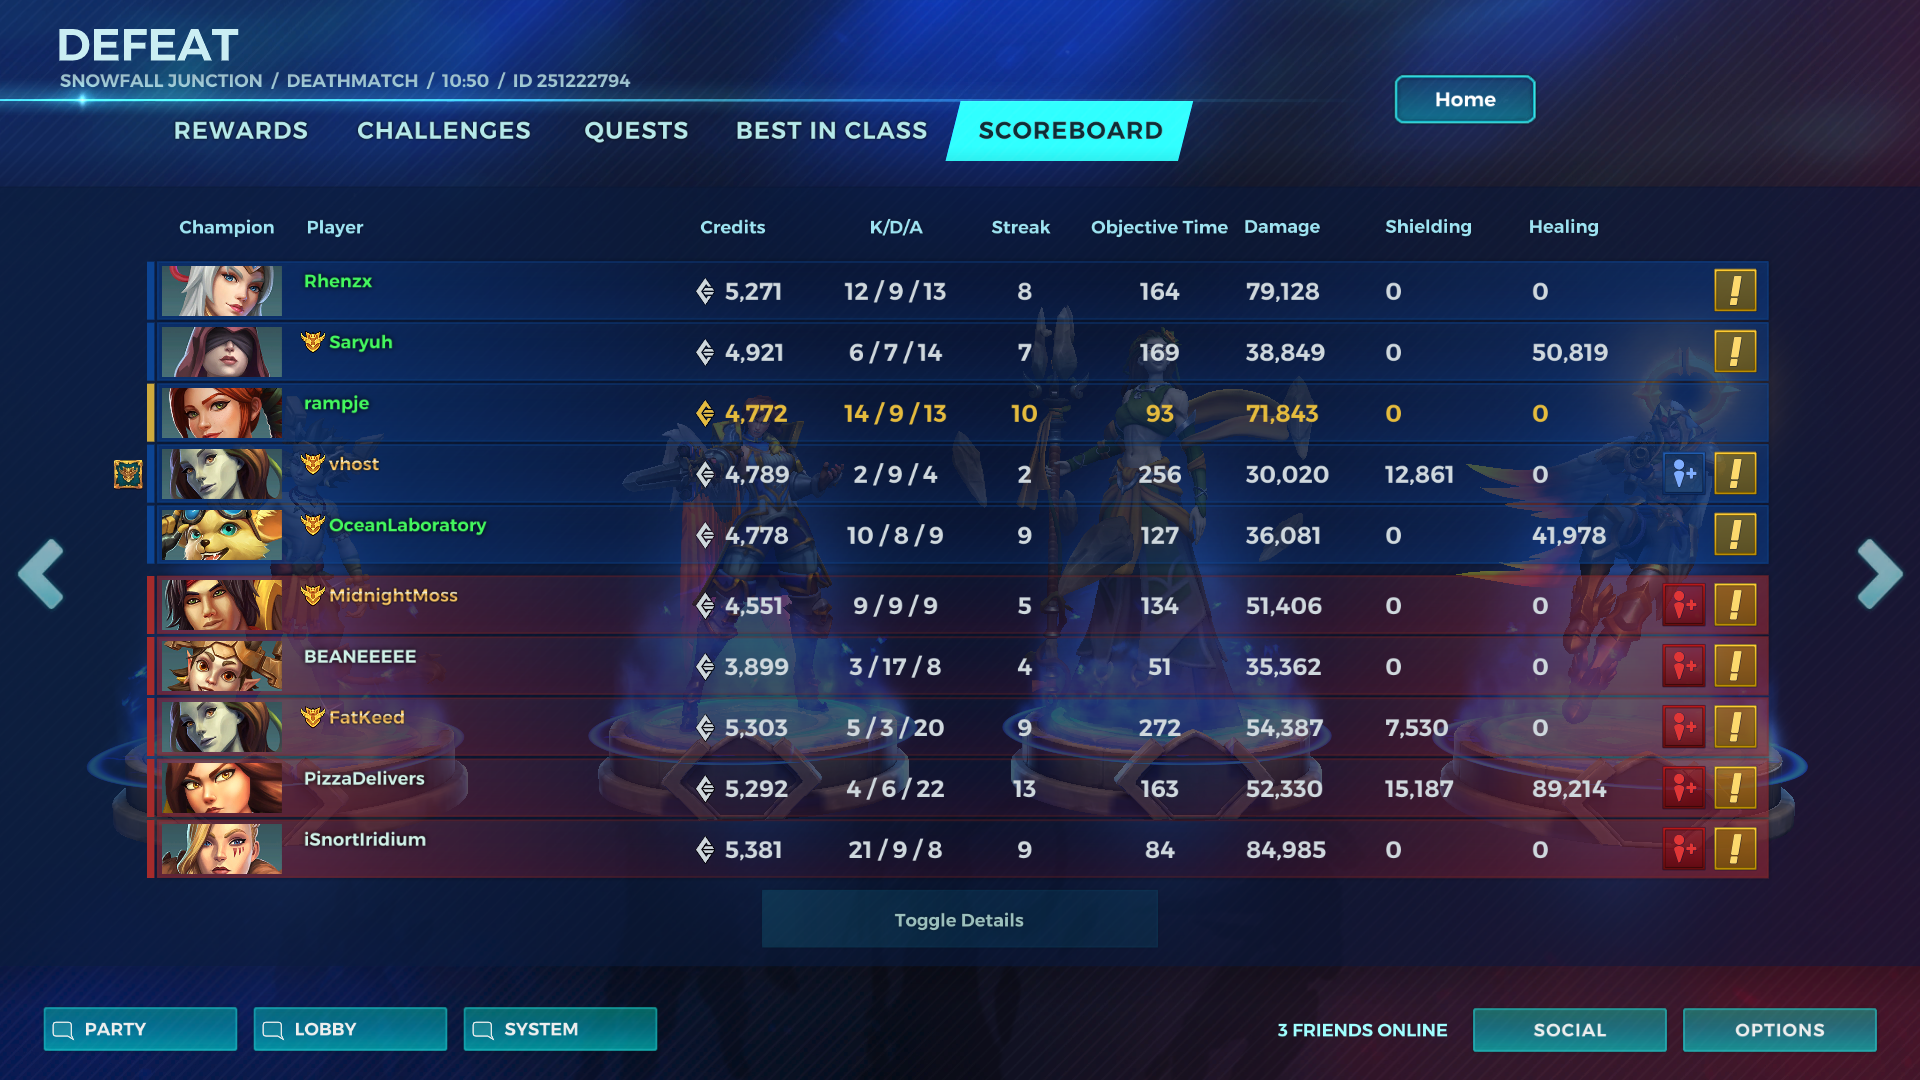 DEFEAT
SNOWFALL JUNCTION / DEATHMATCH / 10:50 / ID 251222794
Home
REWARDS CHALLENGES QUESTS BEST IN CLASS SCOREBOARD
Champion Player Credits K/D/A Streak Objective Time Damage Shielding Healing
Rhenzx 5,271 12 / 9 / 13 8 164 79,128 0 0
Saryuh 4,921 6 / 7 / 14 7 169 38,849 0 50,819
rampje 4,772 14 / 9 / 13 10 93 71,843 0 0
vhost 4,789 2 / 9 / 4 2 256 30,020 12,861 0
OceanLaboratory 4,778 10 / 8 / 9 9 127 36,081 0 41,978
MidnightMoss 4,551 9 / 9 / 9 5 134 51,406 0 0
BEANEEEEE 3,899 3 / 17 / 8 4 51 35,362 0 0
FatKeed 5,303 5 / 3 / 20 9 272 54,387 7,530 0
PizzaDelivers 5,292 4 / 6 / 22 13 163 52,330 15,187 89,214
iSnortIridium 5,381 21 / 9 / 8 9 84 84,985 0 0
Toggle Details
PARTY LOBBY SYSTEM 3 FRIENDS ONLINE SOCIAL OPTIONS